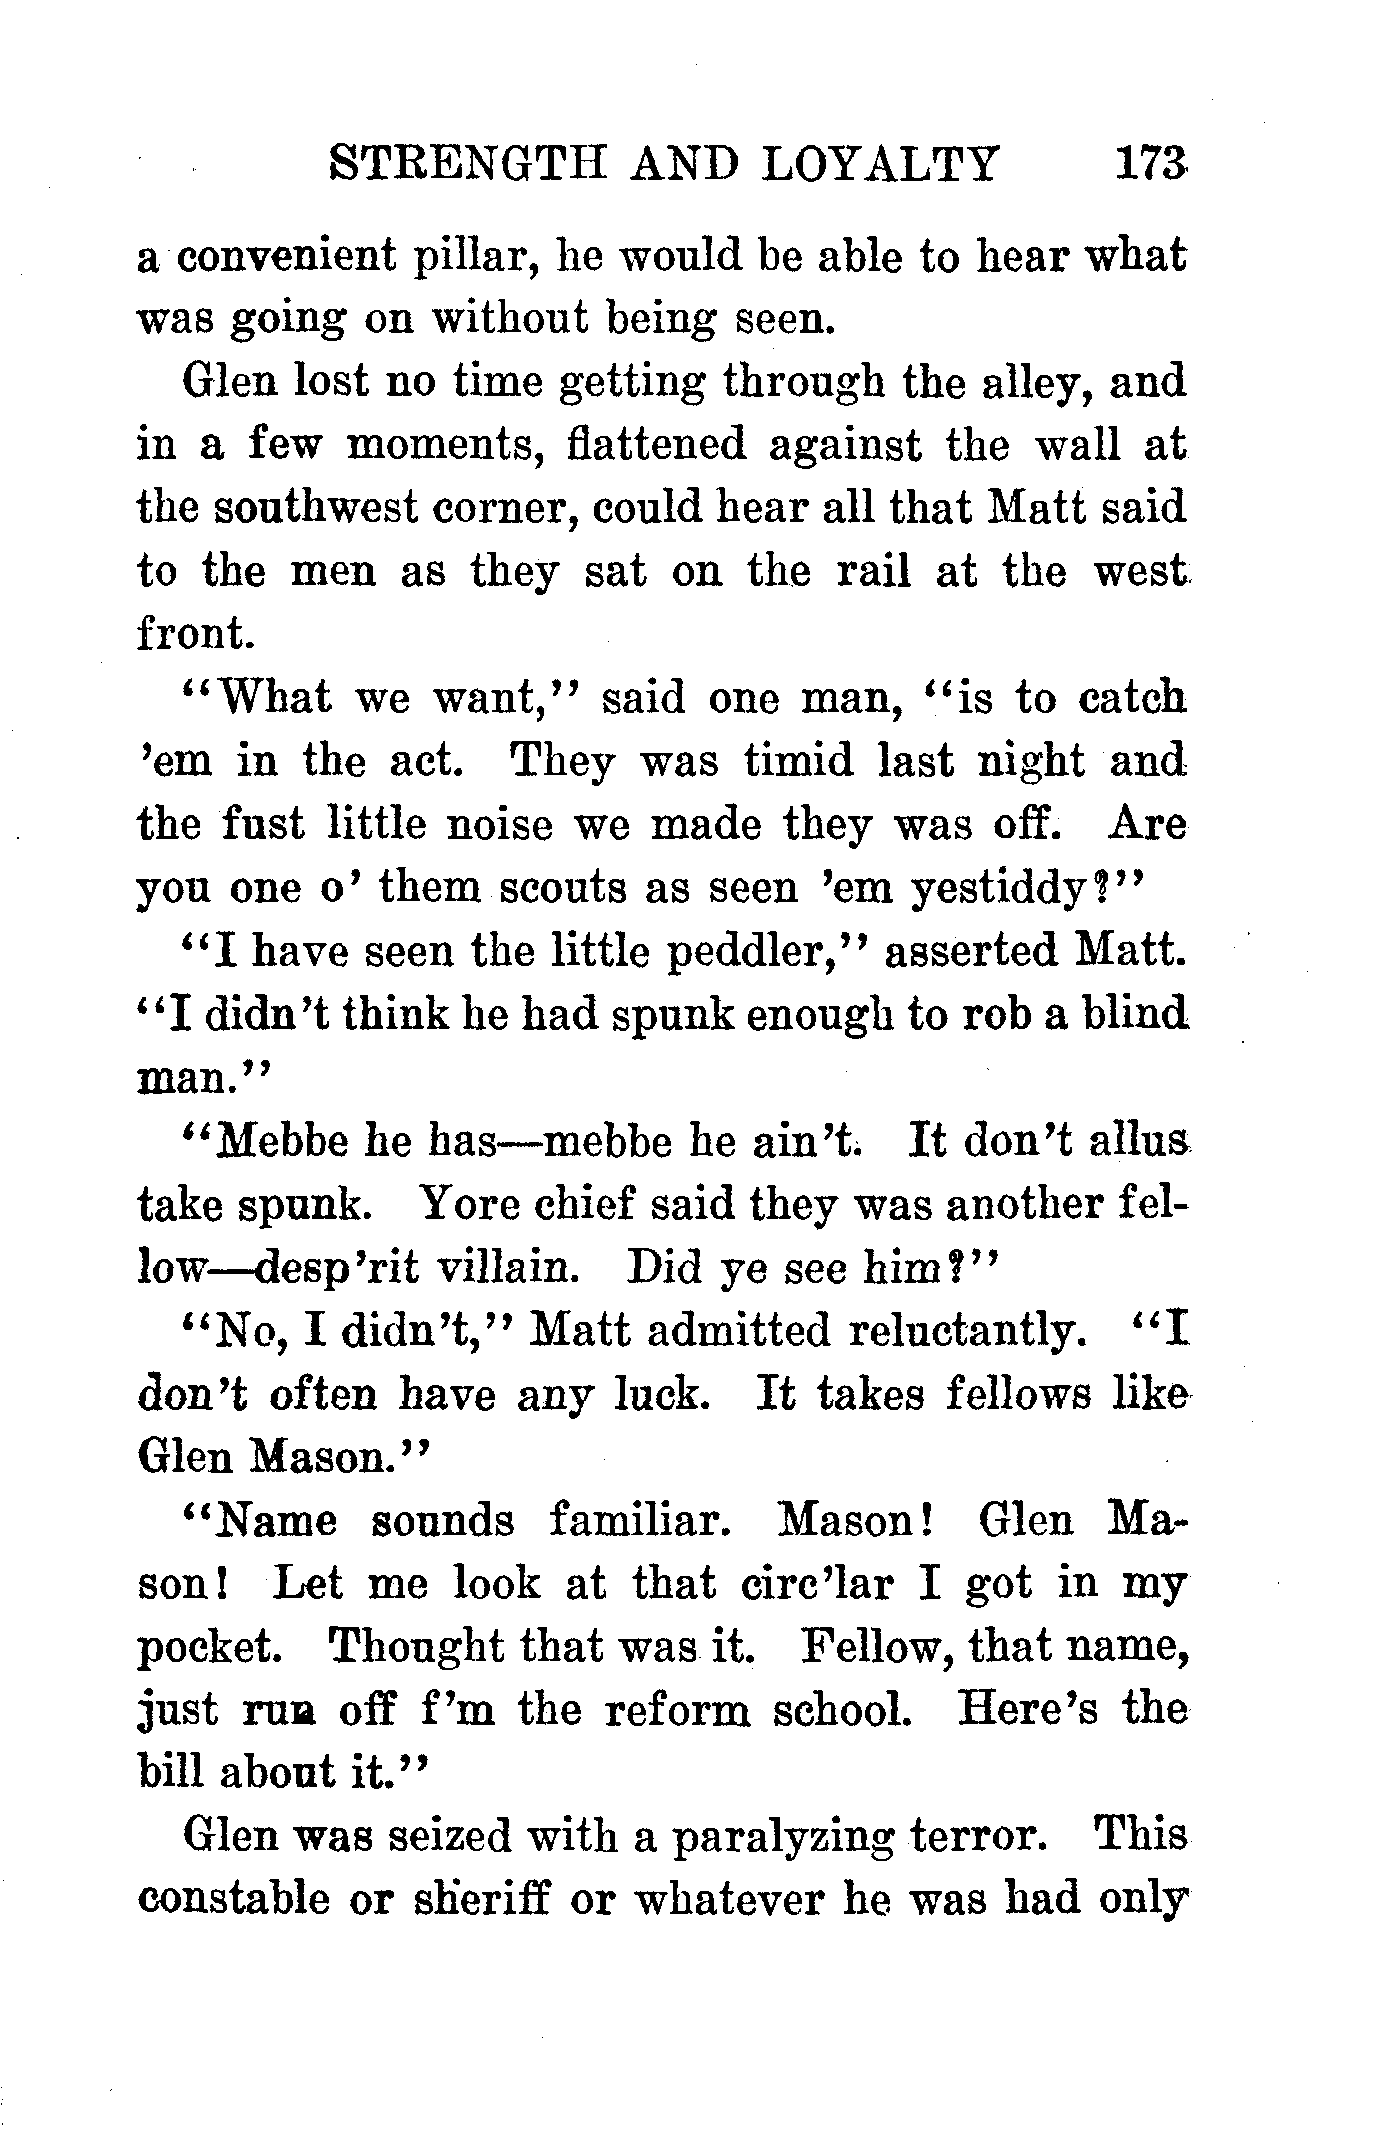 STRENGTH AND LOYALTY 173
a convenient pillar, he would be able to hear what
was going on without being seen.
Glen lost no time getting through the alley, and
in a few moments, flattened against the wall at
the southwest corner, could hear all that Matt said
to the men as they sat on the rail at the west
front.
"What we want," said one man, "is to catch
'em in the act. They was timid last night and
the fust little noise we made they was off. Are
you one o' them scouts as seen 'em yestiddy?"
"I have seen the little peddler," asserted Matt.
"I didn't think he had spunk enough to rob a blind
man."
"Mebbe he has—mebbe he ain't. It don't allus
take spunk. Yore chief said they was another fel-
low—desp'rit villain. Did ye see him?"
"No, I didn't," Matt admitted reluctantly. "I
don't often have any luck. It takes fellows like
Glen Mason."
"Name sounds familiar. Mason! Glen Ma-
son! Let me look at that circ'lar I got in my
pocket. Thought that was it. Fellow, that name,
just run off f'm the reform school. Here's the
bill about it."
Glen was seized with a paralyzing terror. This
constable or sheriff or whatever he was had only